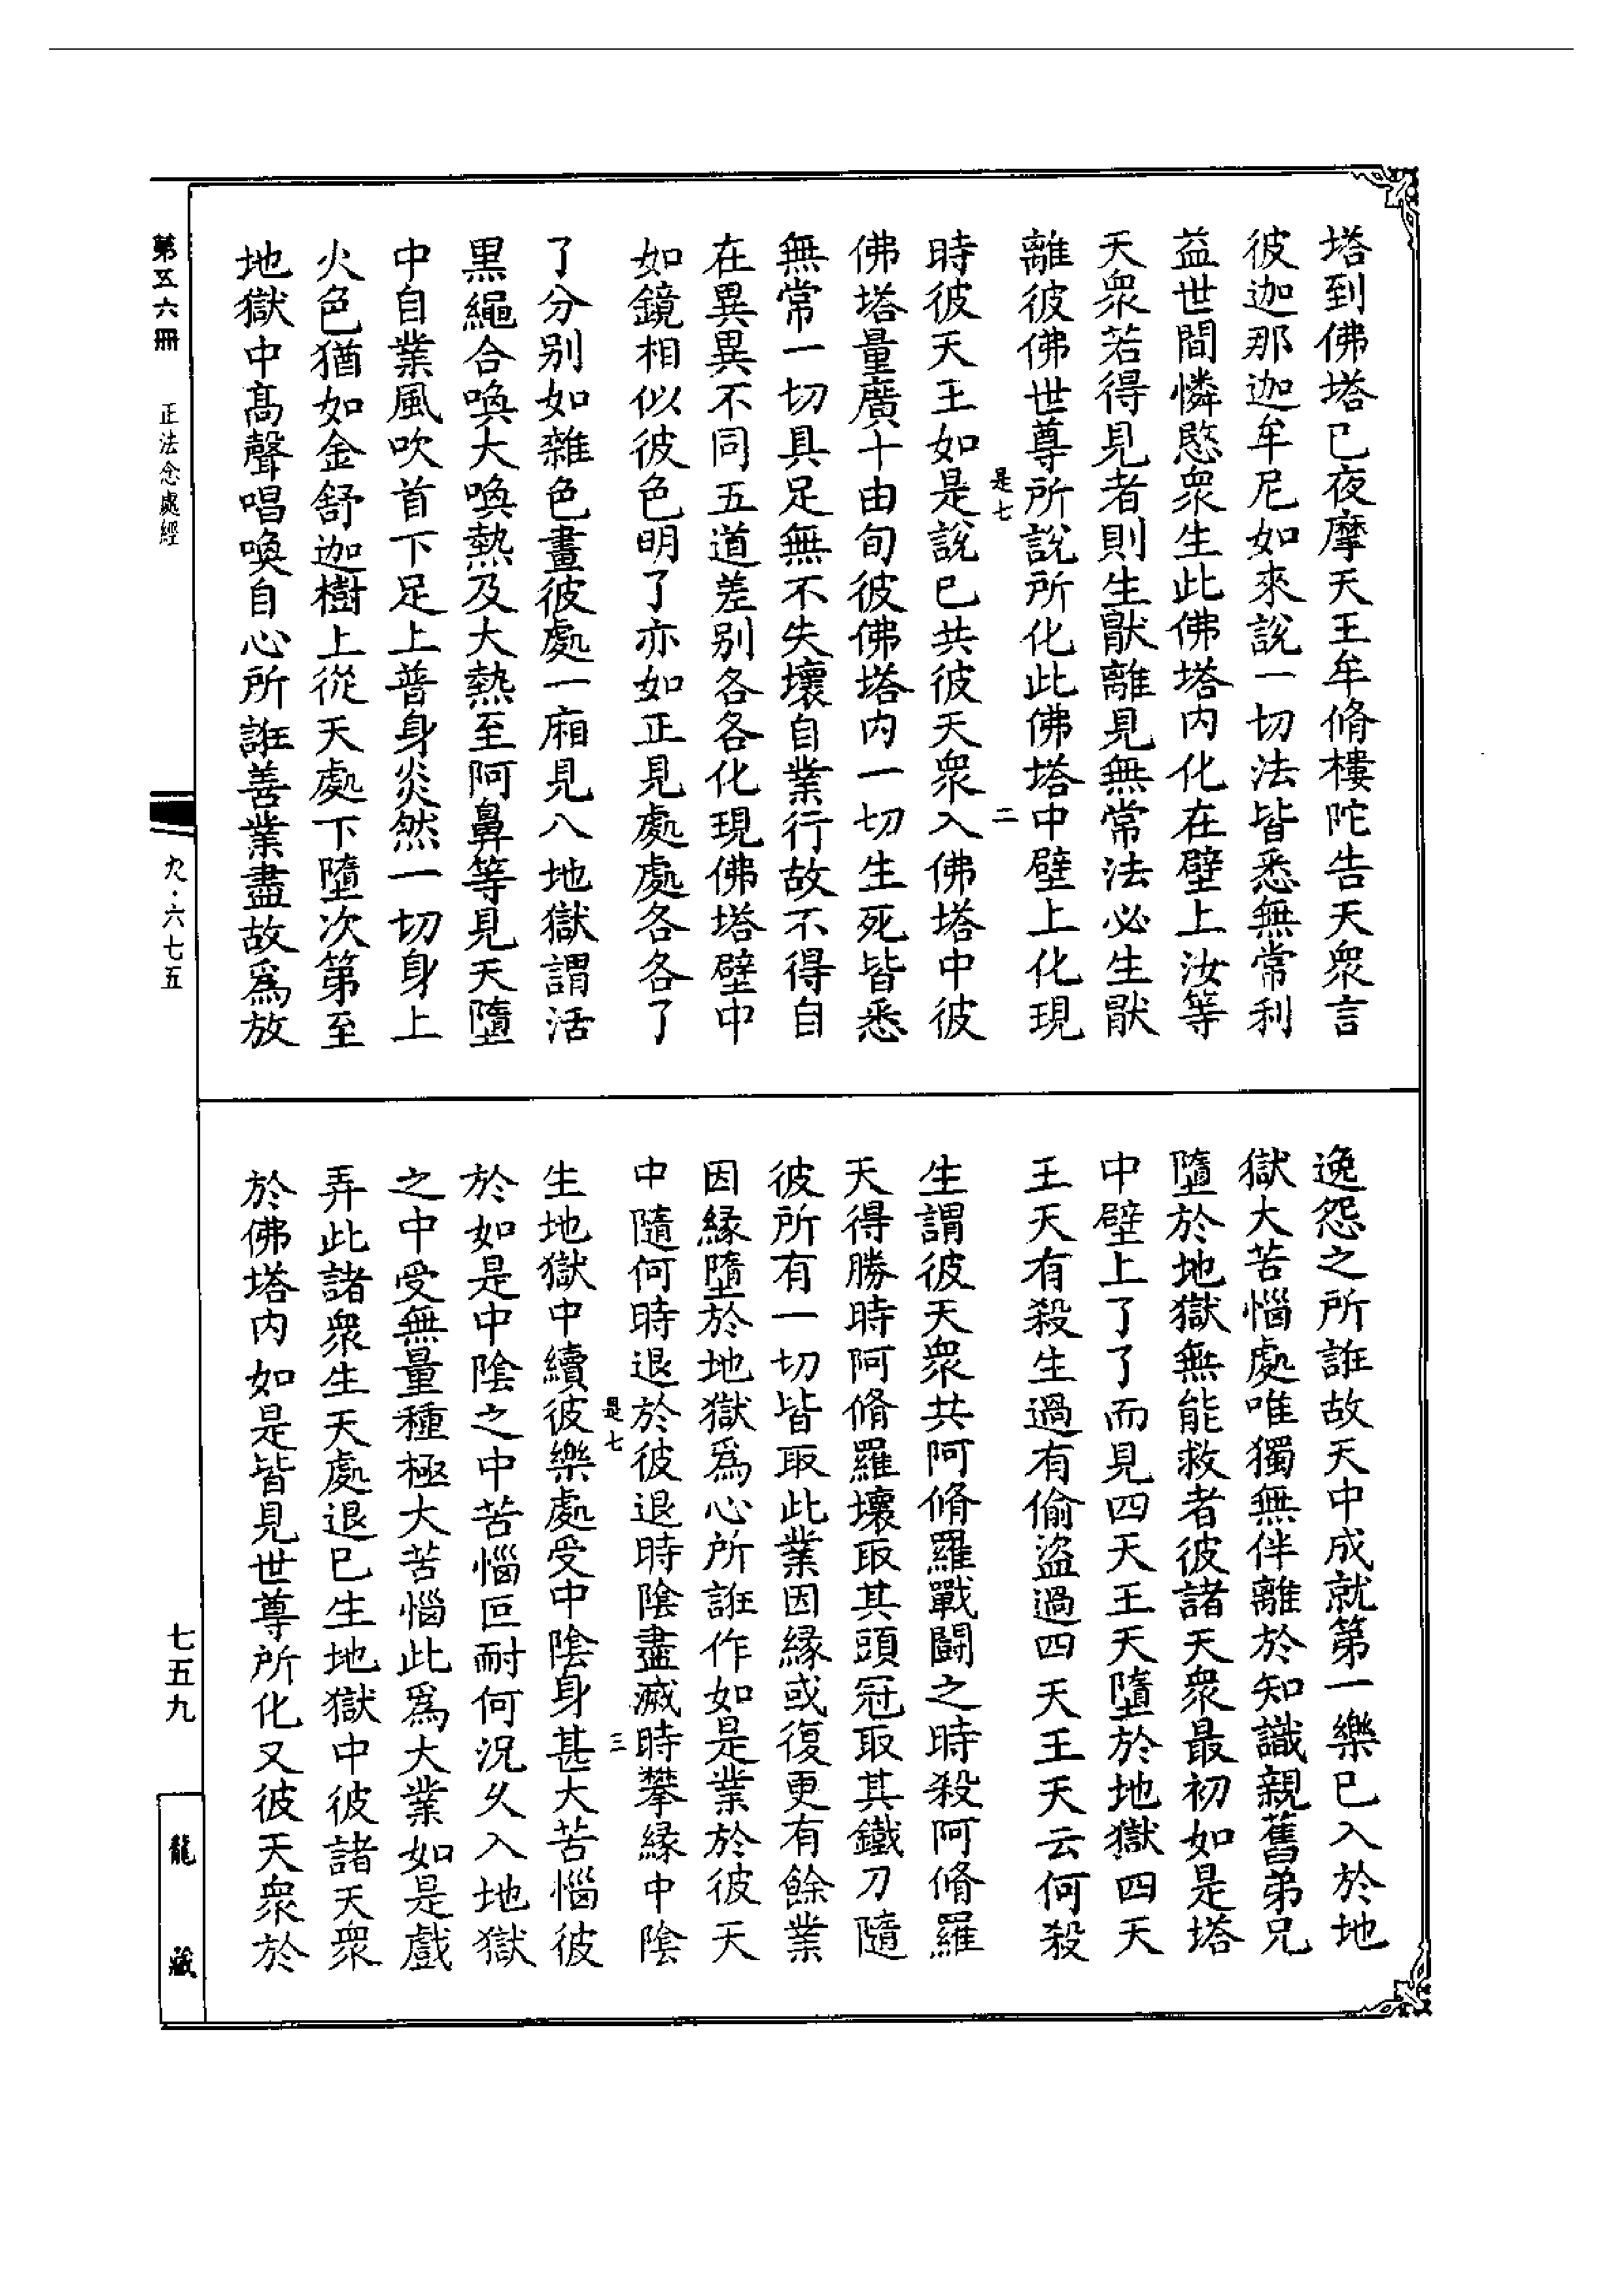 塔到佛塔已夜摩天王牟脩樓陀告天衆言
彼迦那迦牟尼如來說一切法皆悉無常利
益世間憐愍衆生此佛塔内化在壁上汝等
天衆若得見者則生猒離見無常法必生猒
離彼佛世尊所說所化此佛塔中壁上化現
是七 二
時彼天王如是說已共彼天衆入佛塔中彼
佛塔量廣十由旬彼佛塔内一切生死皆悉
無常一切具足無不失壞自業行故不得自
在異異不同五道差别各各化現佛塔壁中
如鏡相似彼色明了亦如正見處處各各了
了分别如雜色畫彼處一廂見八地獄謂活
黒繩合喚大喚熱及大熱至阿鼻等見天墮
中自業風吹首下足上普身炎然一切身上
火色猶如金舒迦樹上從天處下墮次第至
地獄中髙聲唱喚自心所誑善業盡故爲放
逸怨之所誑故天中成就第一樂已入於地
獄大苦惱處唯獨無伴離於知識親舊弟兄
墮於地獄無能救者彼諸天衆最初如是塔
中壁上了了而見四天王天墮於地獄四天
王天有殺生過有偷盗過四天王天云何殺
生謂彼天衆共阿脩羅戰鬪之時殺阿脩羅
天得勝時阿脩羅壞取其頭冠取其鐵刀隨
彼所有一切皆取此業因縁或復更有餘業
因縁墮於地獄爲心所誑作如是業於彼天
中隨何時退於彼退時陰盡滅時攀縁中陰
是七 三
生地獄中續彼樂處受中陰身甚大苦惱彼
於如是中陰之中苦惱叵耐何況久入地獄
之中受無量種極大苦惱此爲大業如是戲
弄此諸衆生天處退已生地獄中彼諸天衆
於佛塔内如是皆見世尊所化又彼天衆於
第五六冊 正法念處經
九·六七五
七五九
龍藏